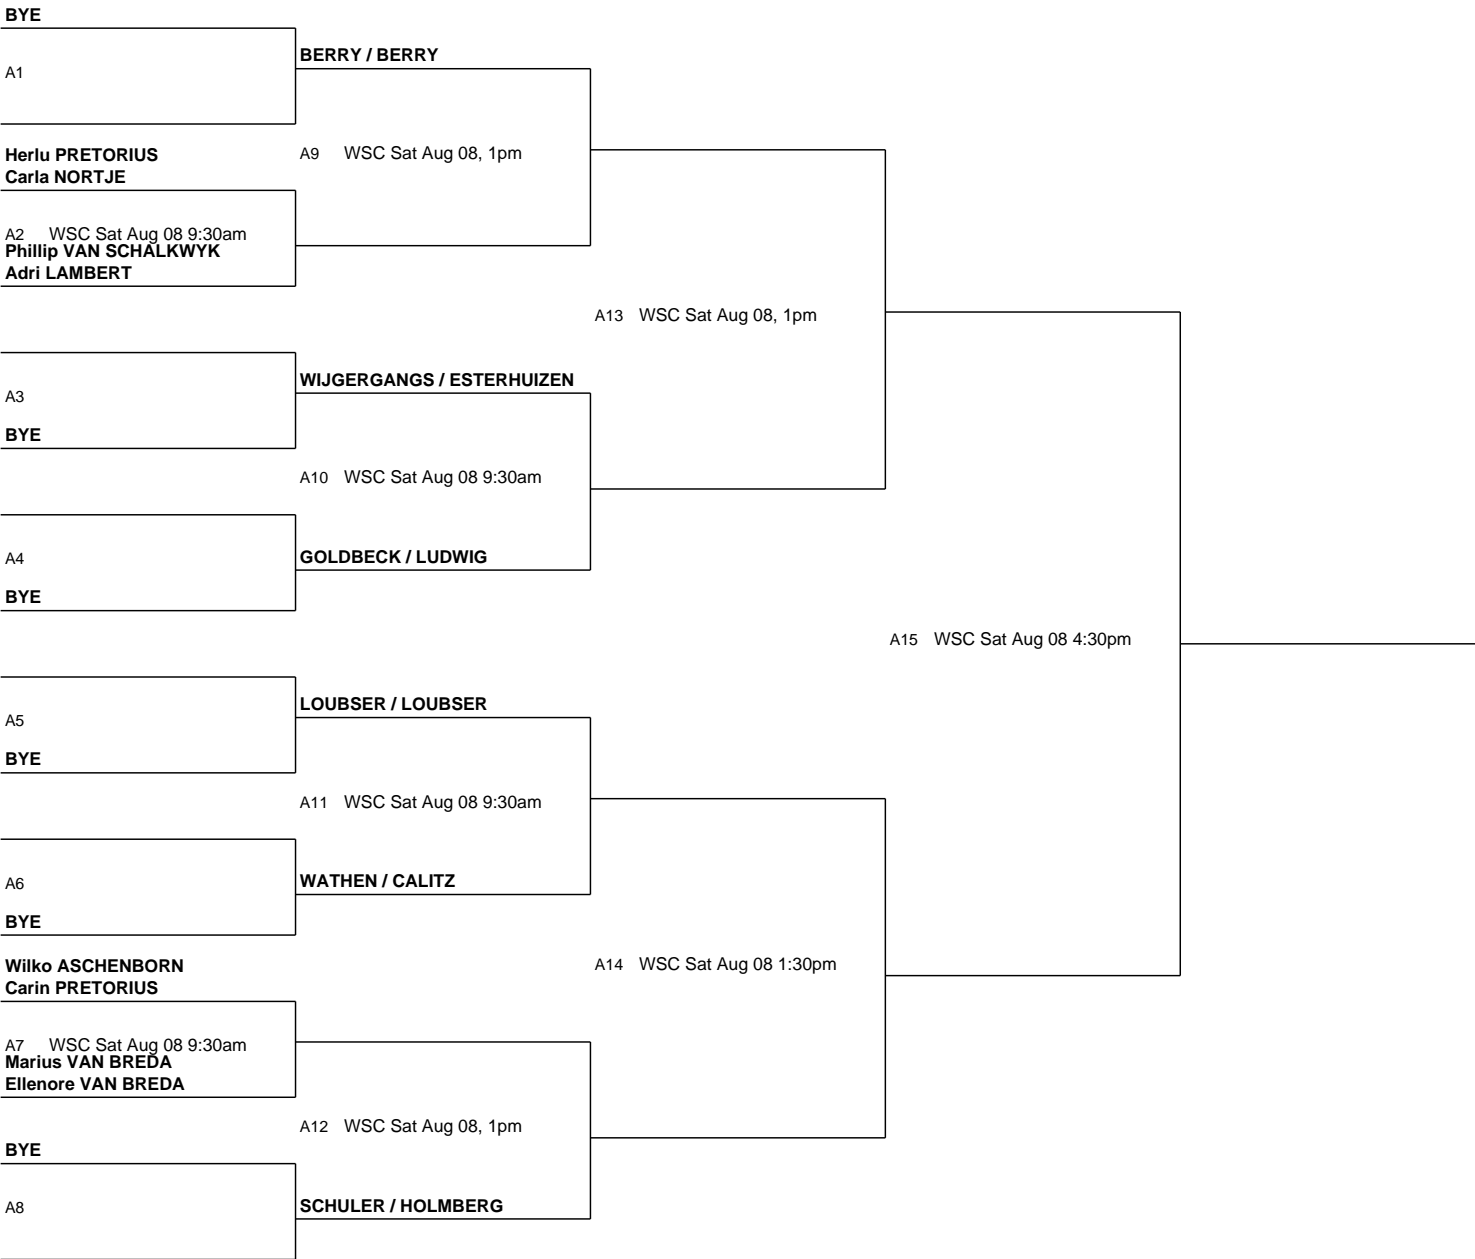 BYE
BERRY / BERRY
A1
Herlu PRETORIUS
Carla NORTJE
A9 WSC Sat Aug 08, 1pm
A2 WSC Sat Aug 08 9:30am
Phillip VAN SCHALKWYK
Adri LAMBERT
A13 WSC Sat Aug 08, 1pm
WIJGERGANGS / ESTERHUIZEN
A3
BYE
A10 WSC Sat Aug 08 9:30am
A4
GOLDBECK / LUDWIG
BYE
A15 WSC Sat Aug 08 4:30pm
LOUBSER / LOUBSER
A5
BYE
A11 WSC Sat Aug 08 9:30am
A6
WATHEN / CALITZ
BYE
Wilko ASCHENBORN
Carin PRETORIUS
A14 WSC Sat Aug 08 1:30pm
A7 WSC Sat Aug 08 9:30am
Marius VAN BREDA
Ellenore VAN BREDA
A12 WSC Sat Aug 08, 1pm
BYE
A8
SCHULER / HOLMBERG